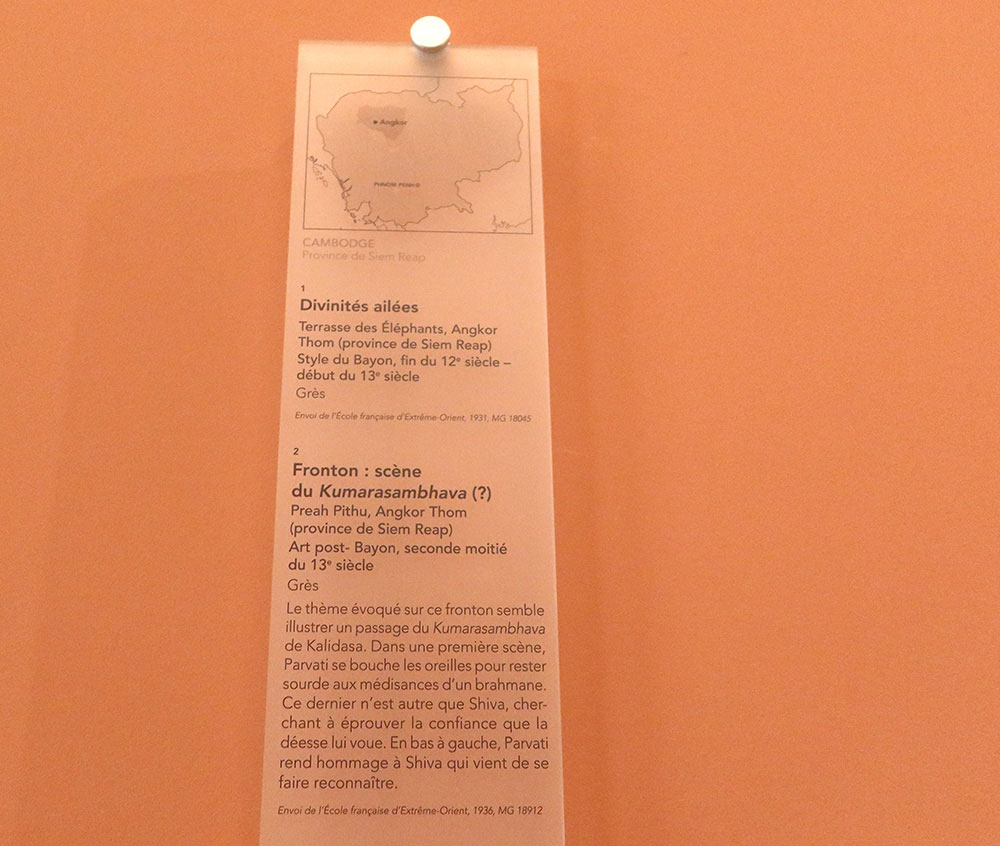 Angkor
PHNOM PENH
CAMBODGE
Province de Siem Reap
1
Divinités ailées
Terrasse des Éléphants, Angkor
Thom (province de Siem Reap)
Style du Bayon, fin du 12e siècle –
début du 13e siècle
Grès
Envoi de l'École française d'Extrême-Orient, 1931, MG 18045
2
Fronton : scène
du Kumarasambhava (?)
Preah Pithu, Angkor Thom
(province de Siem Reap)
Art post- Bayon, seconde moitié
du 13e siècle
Grès
Le thème évoqué sur ce fronton semble
illustrer un passage du Kumarasambhava
de Kalidasa. Dans une première scène,
Parvati se bouche les oreilles pour rester
sourde aux médisances d'un brahmane.
Ce dernier n'est autre que Shiva, cher-
chant à éprouver la confiance que la
déesse lui voue. En bas à gauche, Parvati
rend hommage à Shiva qui vient de se
faire reconnaître.
Envoi de l'École française d'Extrême-Orient, 1936, MG 18912